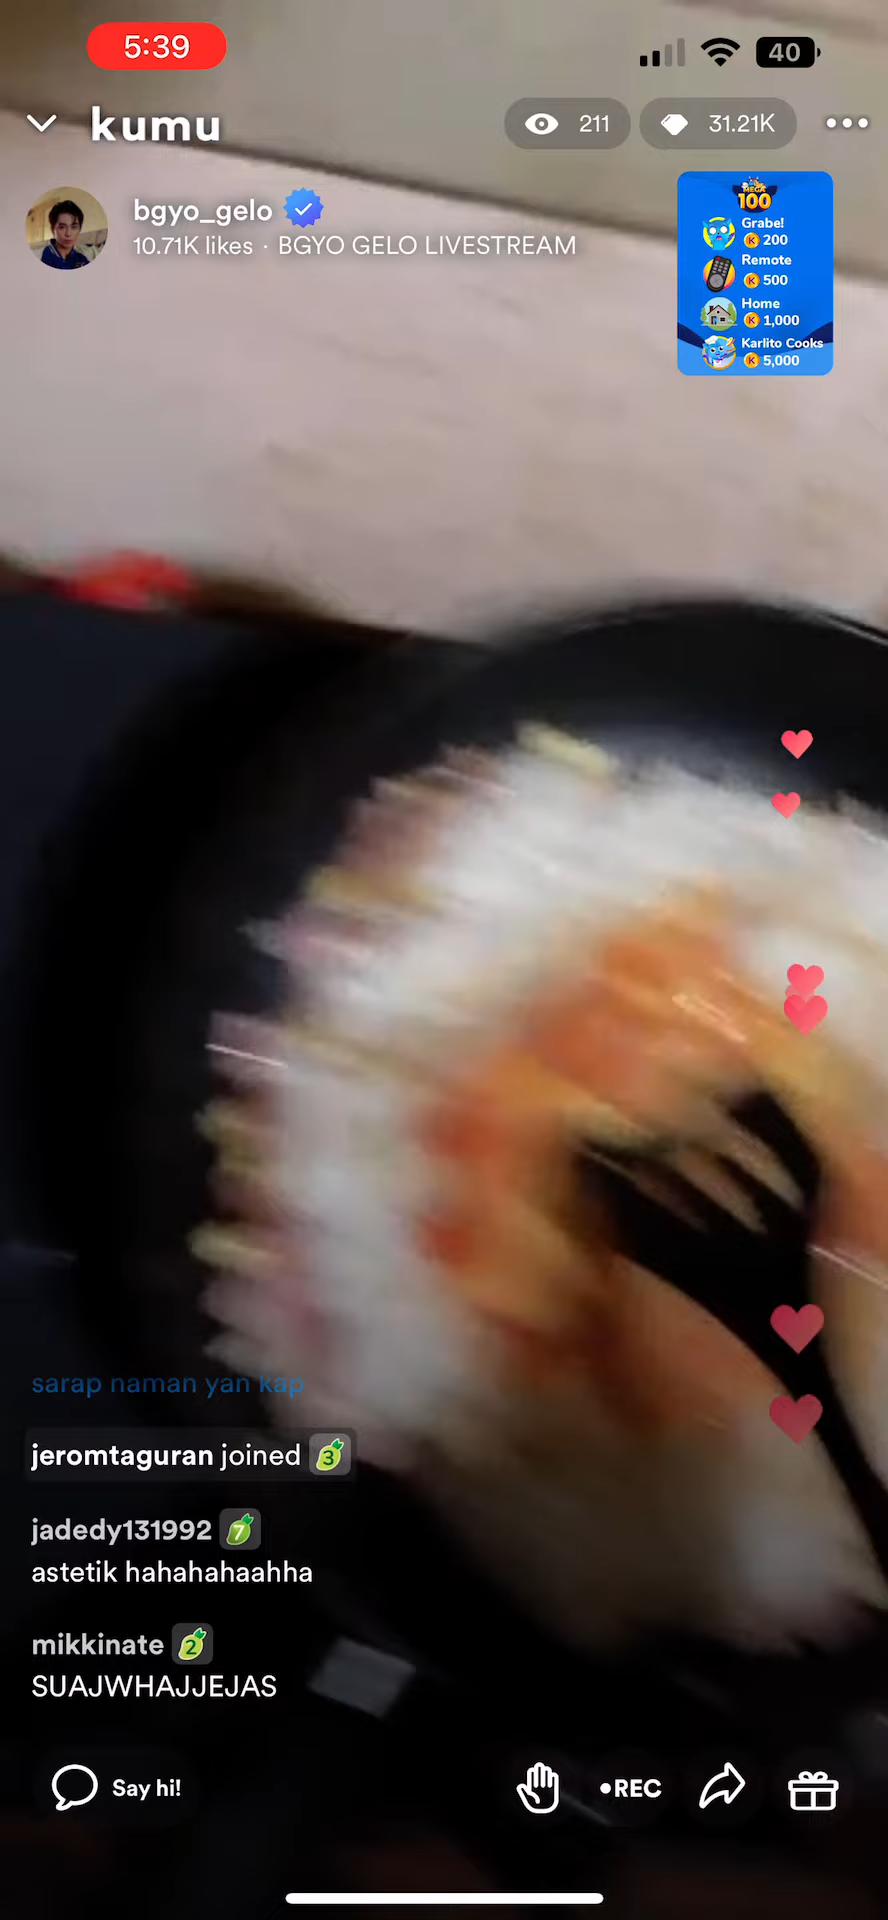 5:39
40
kumu
211
31.21K
bgyo_gelo
10.71K likes · BGYO GELO LIVESTREAM
MEGA
100
Grabe!
K 200
Remote
K 500
Home
K 1,000
Karlito Cooks
K 5,000
sarap naman yan kap
jeromtaguran joined 3
jadedy131992 7
astetik hahahahaahha
mikkinate 2
SUAJWHAJJEJAS
Say hi!
•REC